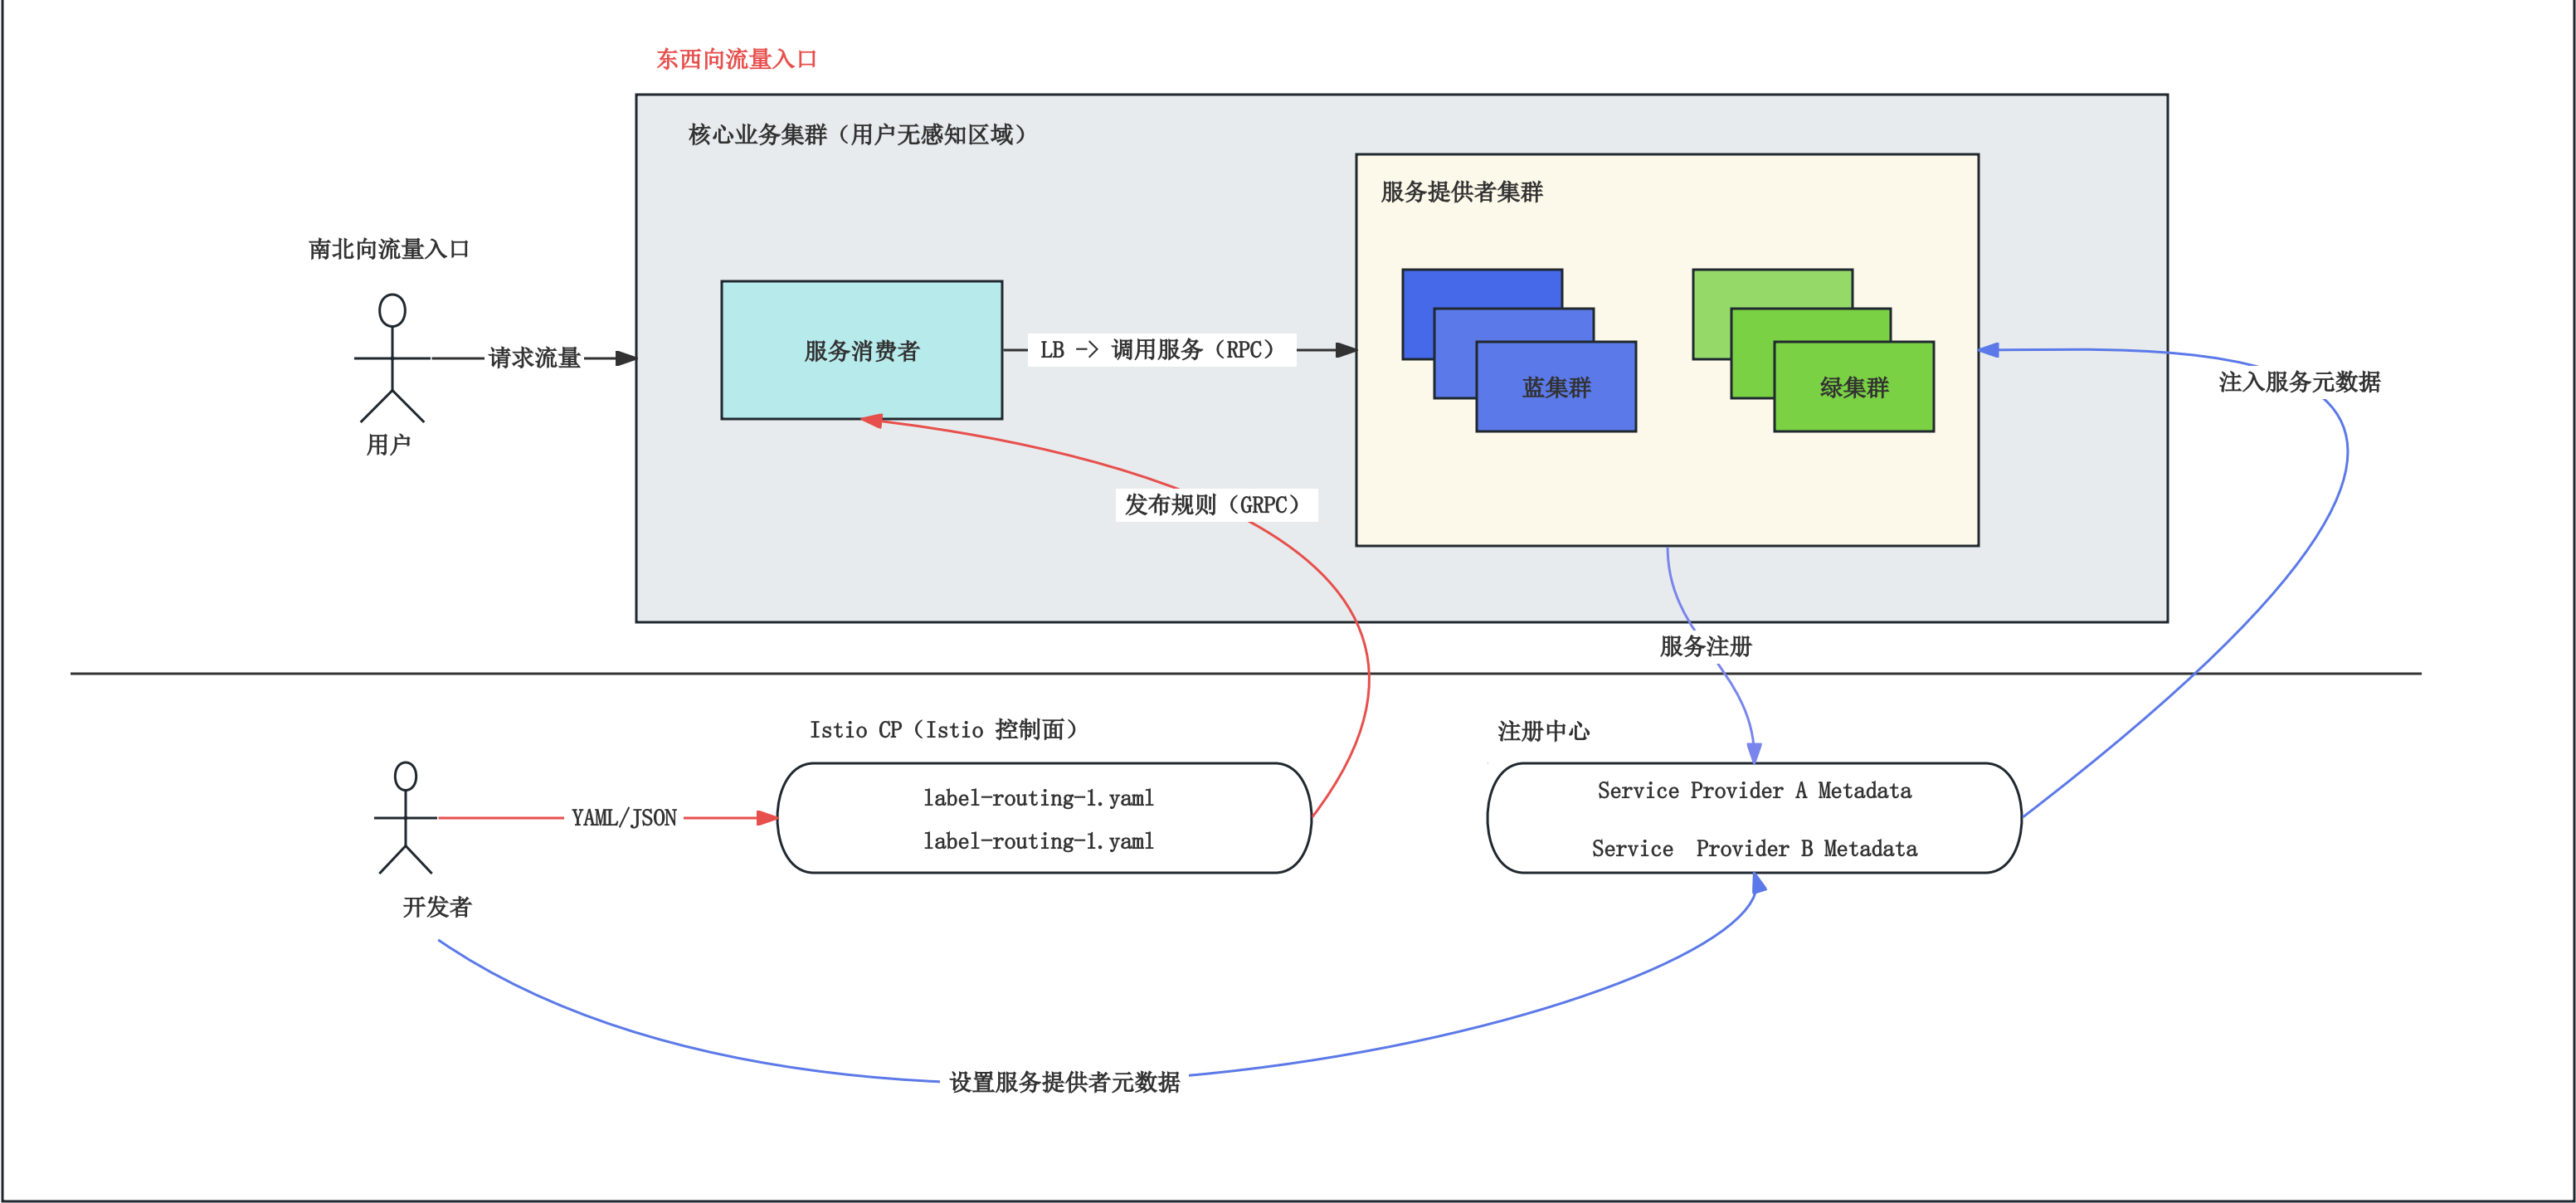 东西向流量入口
核心业务集群（用户无感知区域）
服务提供者集群
南北向流量入口
请求流量
用户
服务消费者
LB -> 调用服务（RPC）
蓝集群
绿集群
注入服务元数据
发布规则（GRPC）
服务注册
Istio CP（Istio 控制面）
注册中心
label-routing-1.yaml
label-routing-1.yaml
Service Provider A Metadata
Service  Provider B Metadata
YAML/JSON
开发者
设置服务提供者元数据